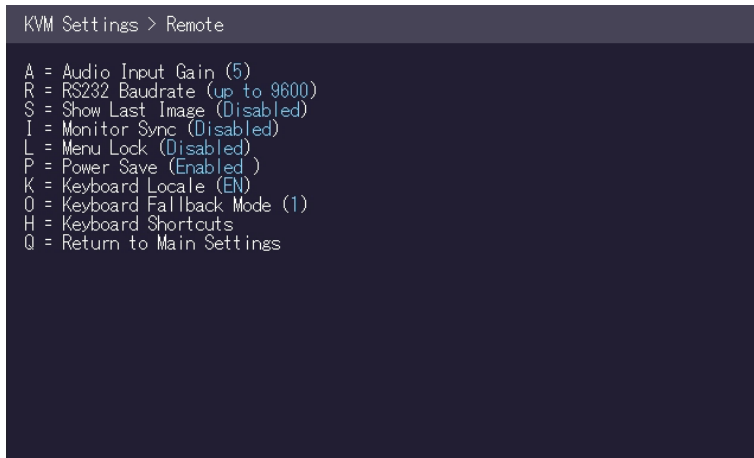 KVM Settings > Remote
A = Audio Input Gain (5)
R = RS232 Baudrate (up to 9600)
S = Show Last Image (Disabled)
I = Monitor Sync (Disabled)
L = Menu Lock (Disabled)
P = Power Save (Enabled )
K = Keyboard Locale (EN)
O = Keyboard Fallback Mode (1)
H = Keyboard Shortcuts
Q = Return to Main Settings